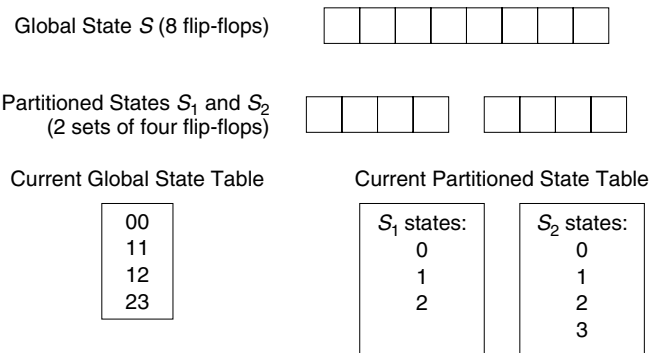 Global State S (8 flip-flops)
Partitioned States S1 and S2
(2 sets of four flip-flops)
Current Global State Table
Current Partitioned State Table
00
11
12
23
S1 states:
0
1
2
S2 states:
0
1
2
3